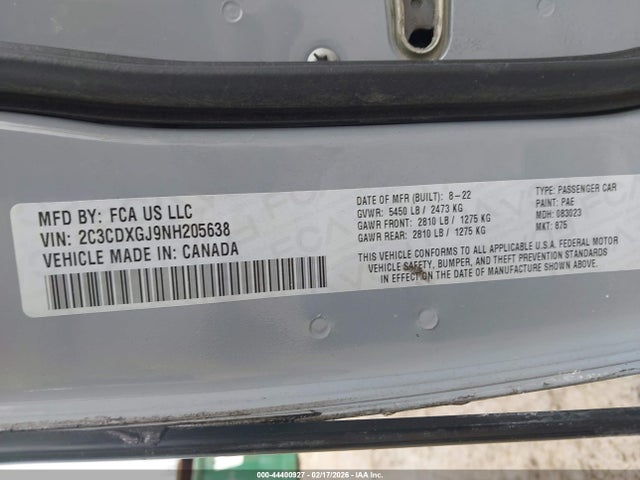 MFD BY: FCA US LLC
VIN: 2C3CDXGJ9NH205638
VEHICLE MADE IN: CANADA
DATE OF MFR (BUILT): 8-22
GVWR: 5450 LB / 2473 KG
GAWR FRONT: 2810 LB / 1275 KG
GAWR REAR: 2810 LB / 1275 KG
TYPE: PASSENGER CAR
PAINT: PAE
MDH: 083023
MKT: 875
THIS VEHICLE CONFORMS TO ALL APPLICABLE U.S.A. FEDERAL MOTOR
VEHICLE SAFETY, BUMPER, AND THEFT PREVENTION STANDARDS
IN EFFECT ON THE DATE OF MANUFACTURE SHOWN ABOVE.
000-44400927 - 02/17/2026 - IAA Inc.